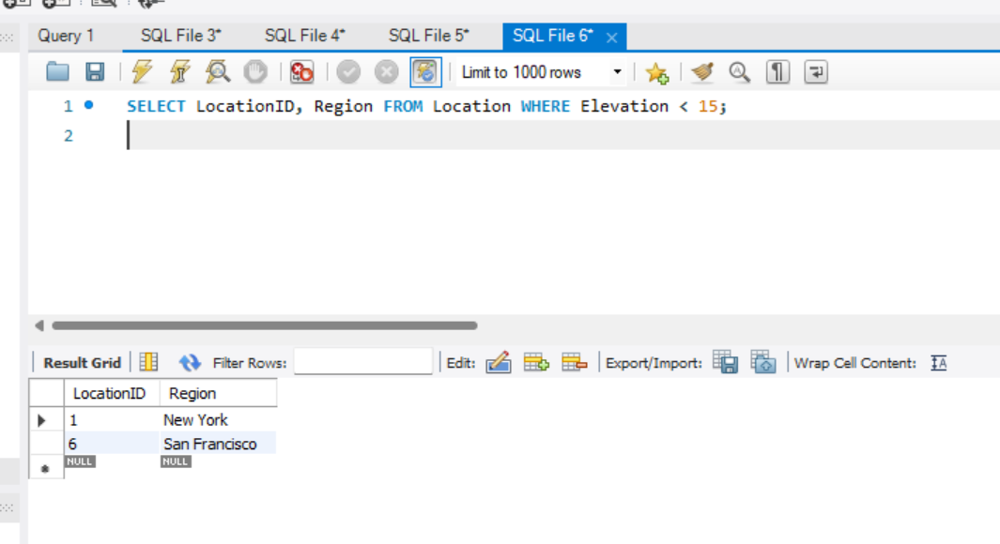 Query 1 SQL File 3* SQL File 4* SQL File 5* SQL File 6*
Limit to 1000 rows
1 SELECT LocationID, Region FROM Location WHERE Elevation < 15;
2
Result Grid Filter Rows: Edit: Export/Import: Wrap Cell Content: IA
LocationID Region
1 New York
6 San Francisco
NULL NULL